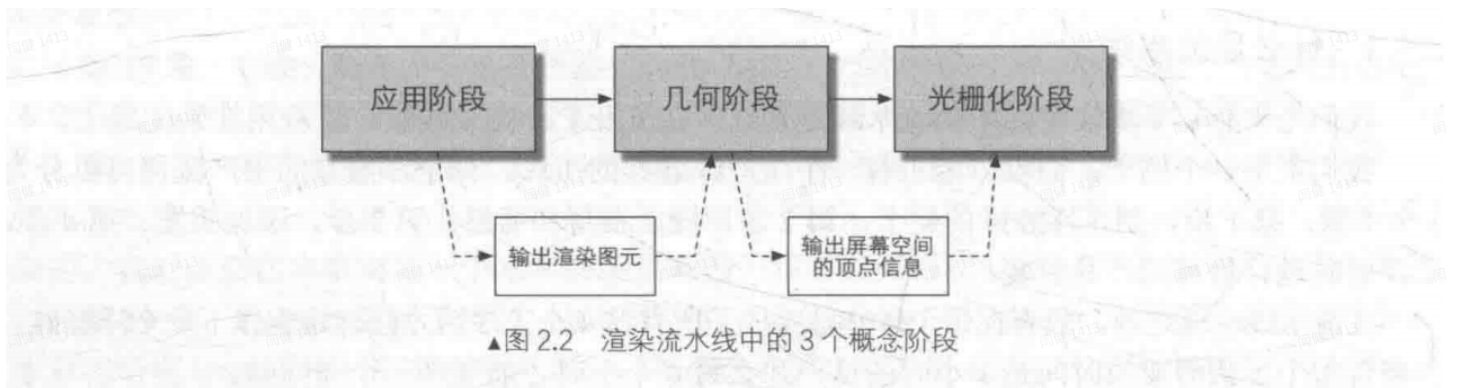 应用阶段
几何阶段
光栅化阶段
输出渲染图元
输出屏幕空间
的顶点信息
▲图 2.2 渲染流水线中的 3 个概念阶段